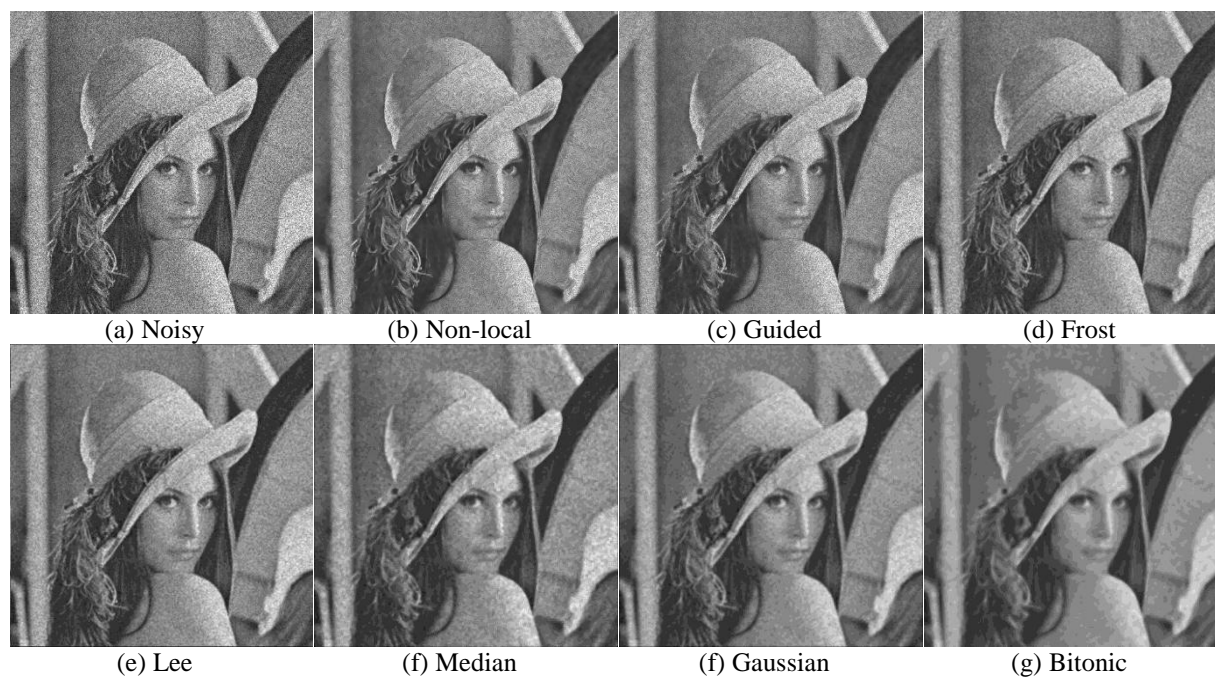 (a) Noisy
(b) Non-local
(c) Guided
(d) Frost
(e) Lee
(f) Median
(f) Gaussian
(g) Bitonic